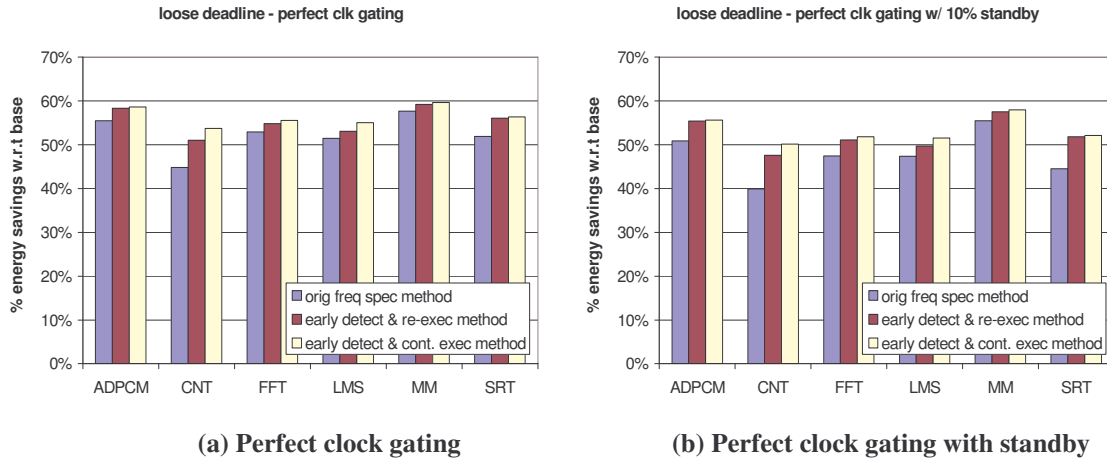 loose deadline - perfect clk gating
% energy savings w.r.t base
70%
60%
50%
40%
30%
20%
10%
0%
orig freq spec method
early detect & re-exec method
early detect & cont. exec method
ADPCM CNT FFT LMS MM SRT
(a) Perfect clock gating
loose deadline - perfect clk gating w/ 10% standby
% energy savings w.r.t base
70%
60%
50%
40%
30%
20%
10%
0%
orig freq spec method
early detect & re-exec method
early detect & cont. exec method
ADPCM CNT FFT LMS MM SRT
(b) Perfect clock gating with standby